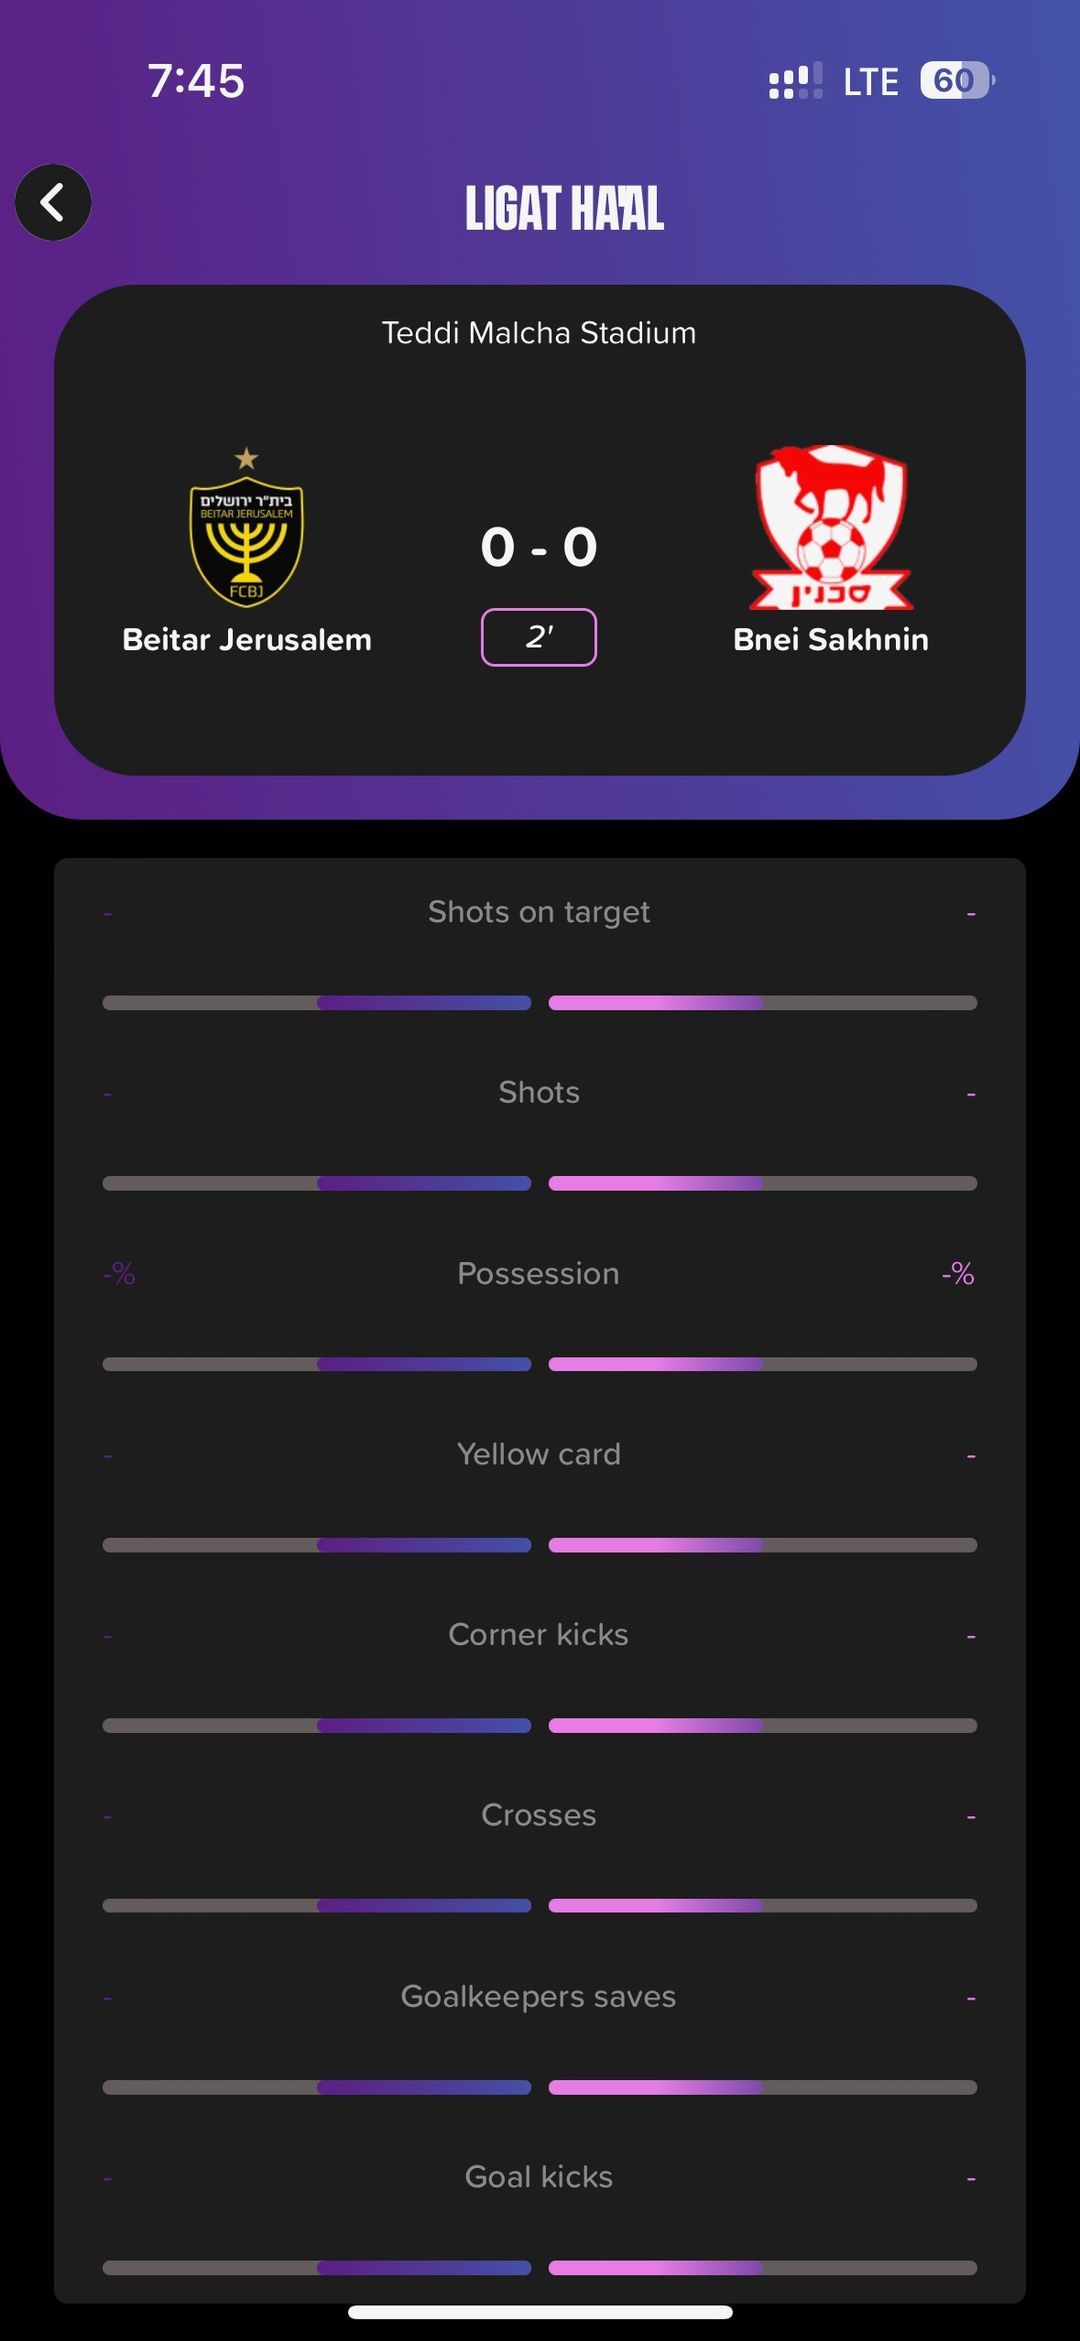 7:45
LTE 60
LIGAT HA'AL
Teddi Malcha Stadium
בית"ר ירושלים
BEITAR JERUSALEM
FCBJ
סכנין
0 - 0
2'
Beitar Jerusalem
Bnei Sakhnin
- Shots on target -
- Shots -
-% Possession -%
- Yellow card -
- Corner kicks -
- Crosses -
- Goalkeepers saves -
- Goal kicks -